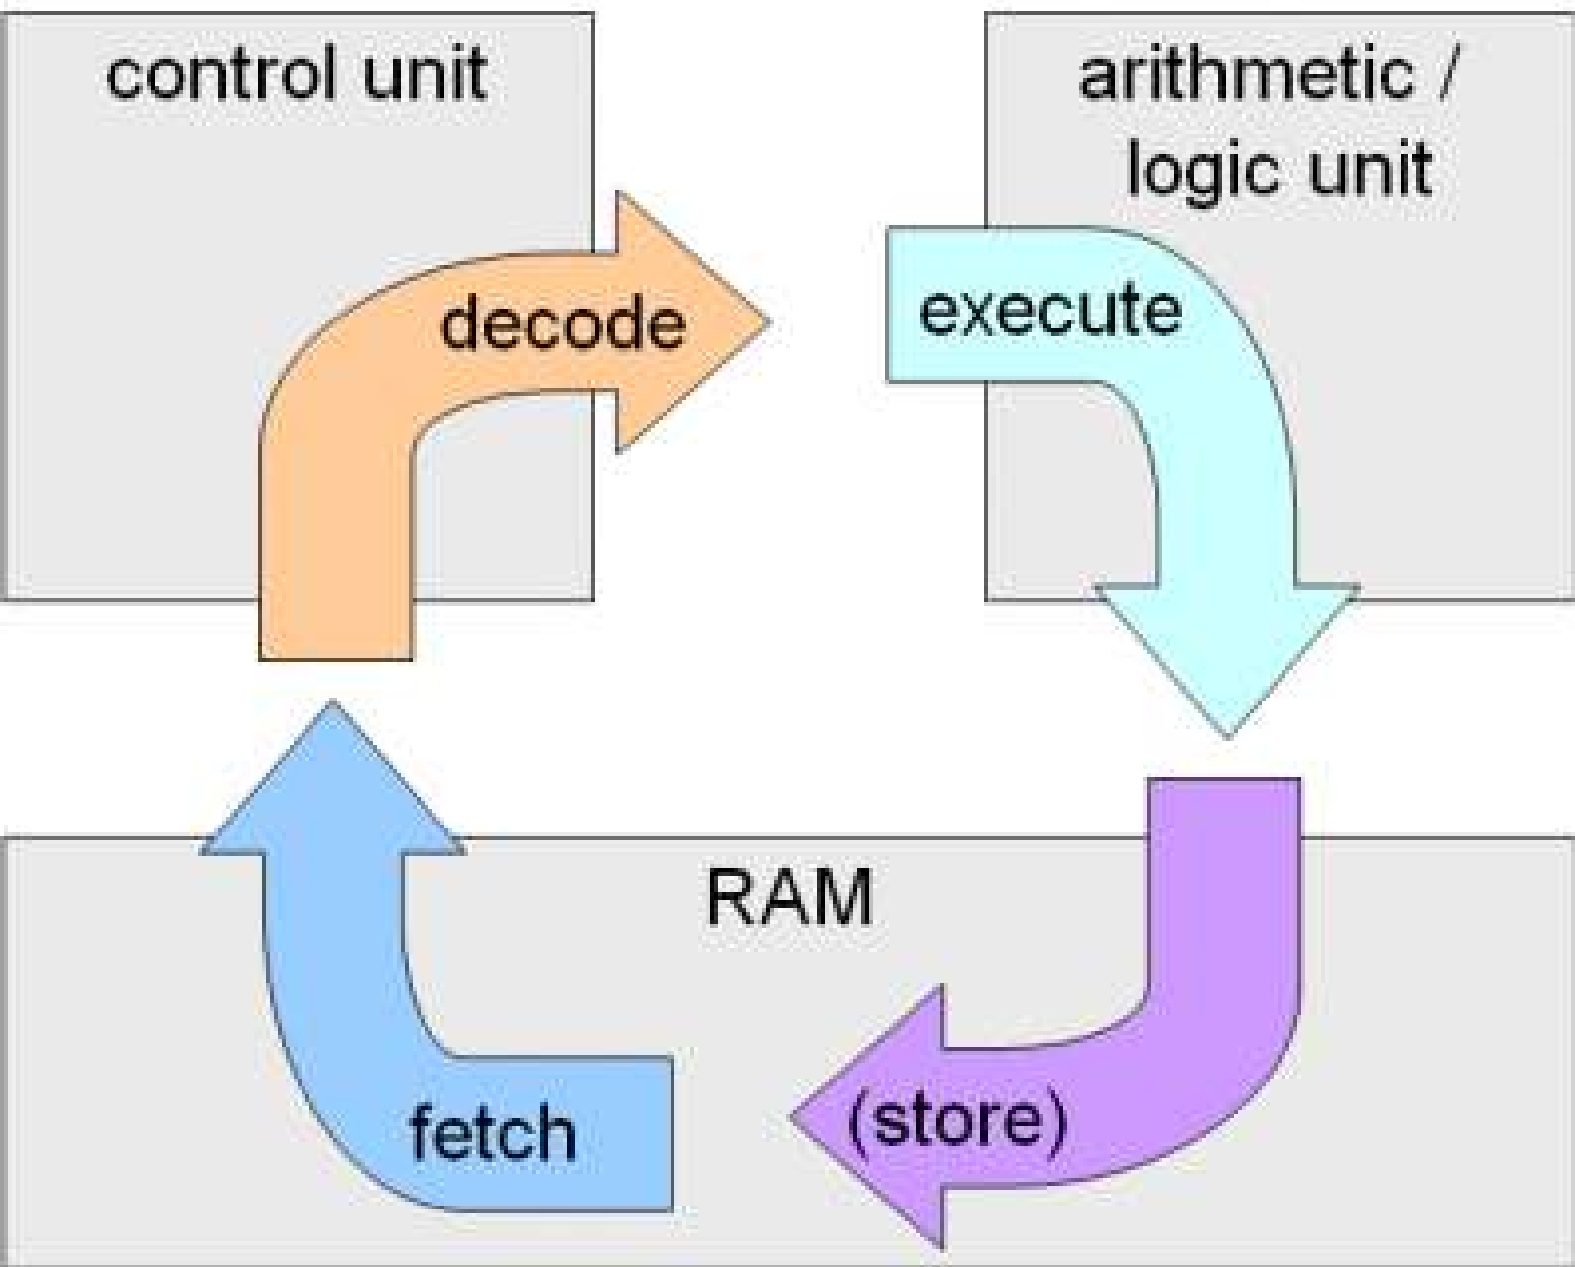 control unit
arithmetic /
logic unit
decode
execute
RAM
fetch
(store)